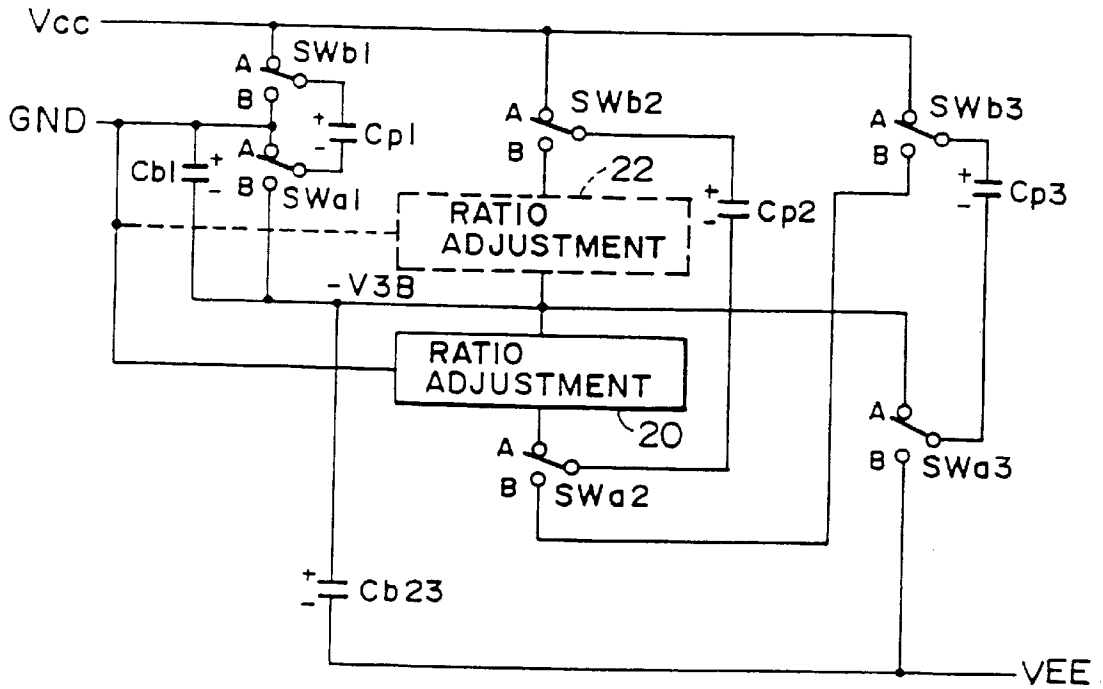 Vcc
SWb1
A
B
+
-
Cp1
GND
Cb1
+
-
A
B
SWa1
SWb2
A
B
22
RATIO
ADJUSTMENT
+
-
Cp2
SWb3
A
B
+
-
Cp3
-V3B
RATIO
ADJUSTMENT
20
A
B
SWa2
A
B
SWa3
+
-
Cb23
VEE